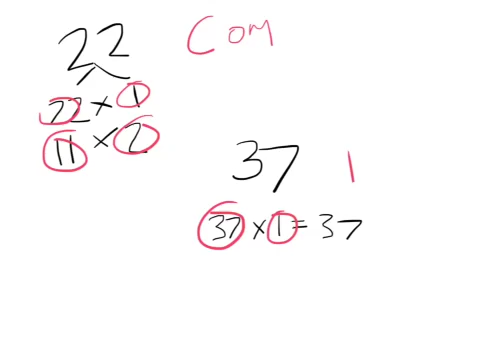 22
COM
22 × 1
11 × 2
37
1
37 × 1 = 37